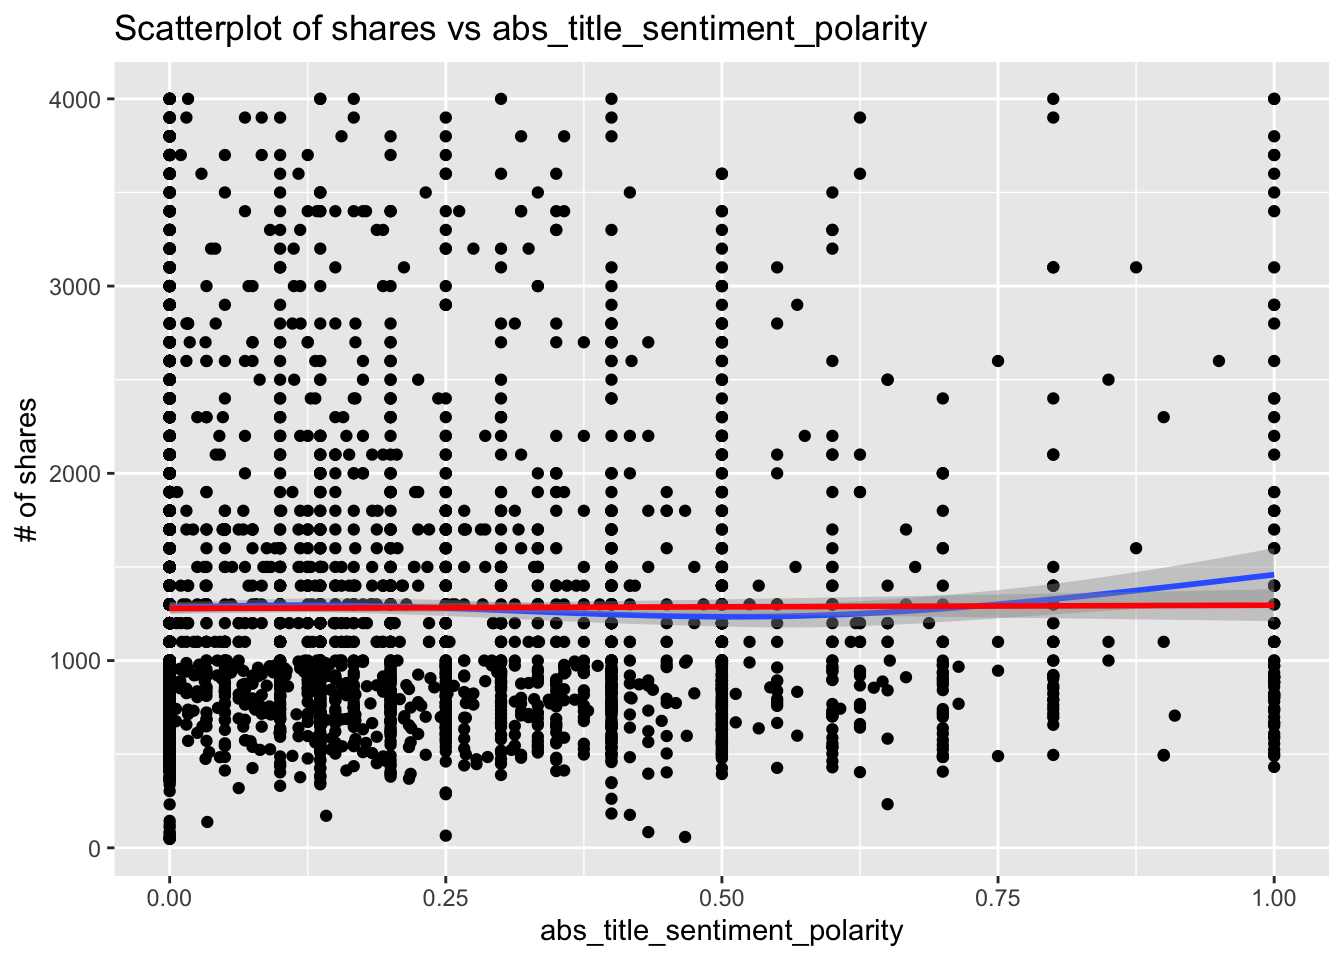 Scatterplot of shares vs abs_title_sentiment_polarity
# of shares
4000
3000
2000
1000
0
0.00 0.25 0.50 0.75 1.00
abs_title_sentiment_polarity